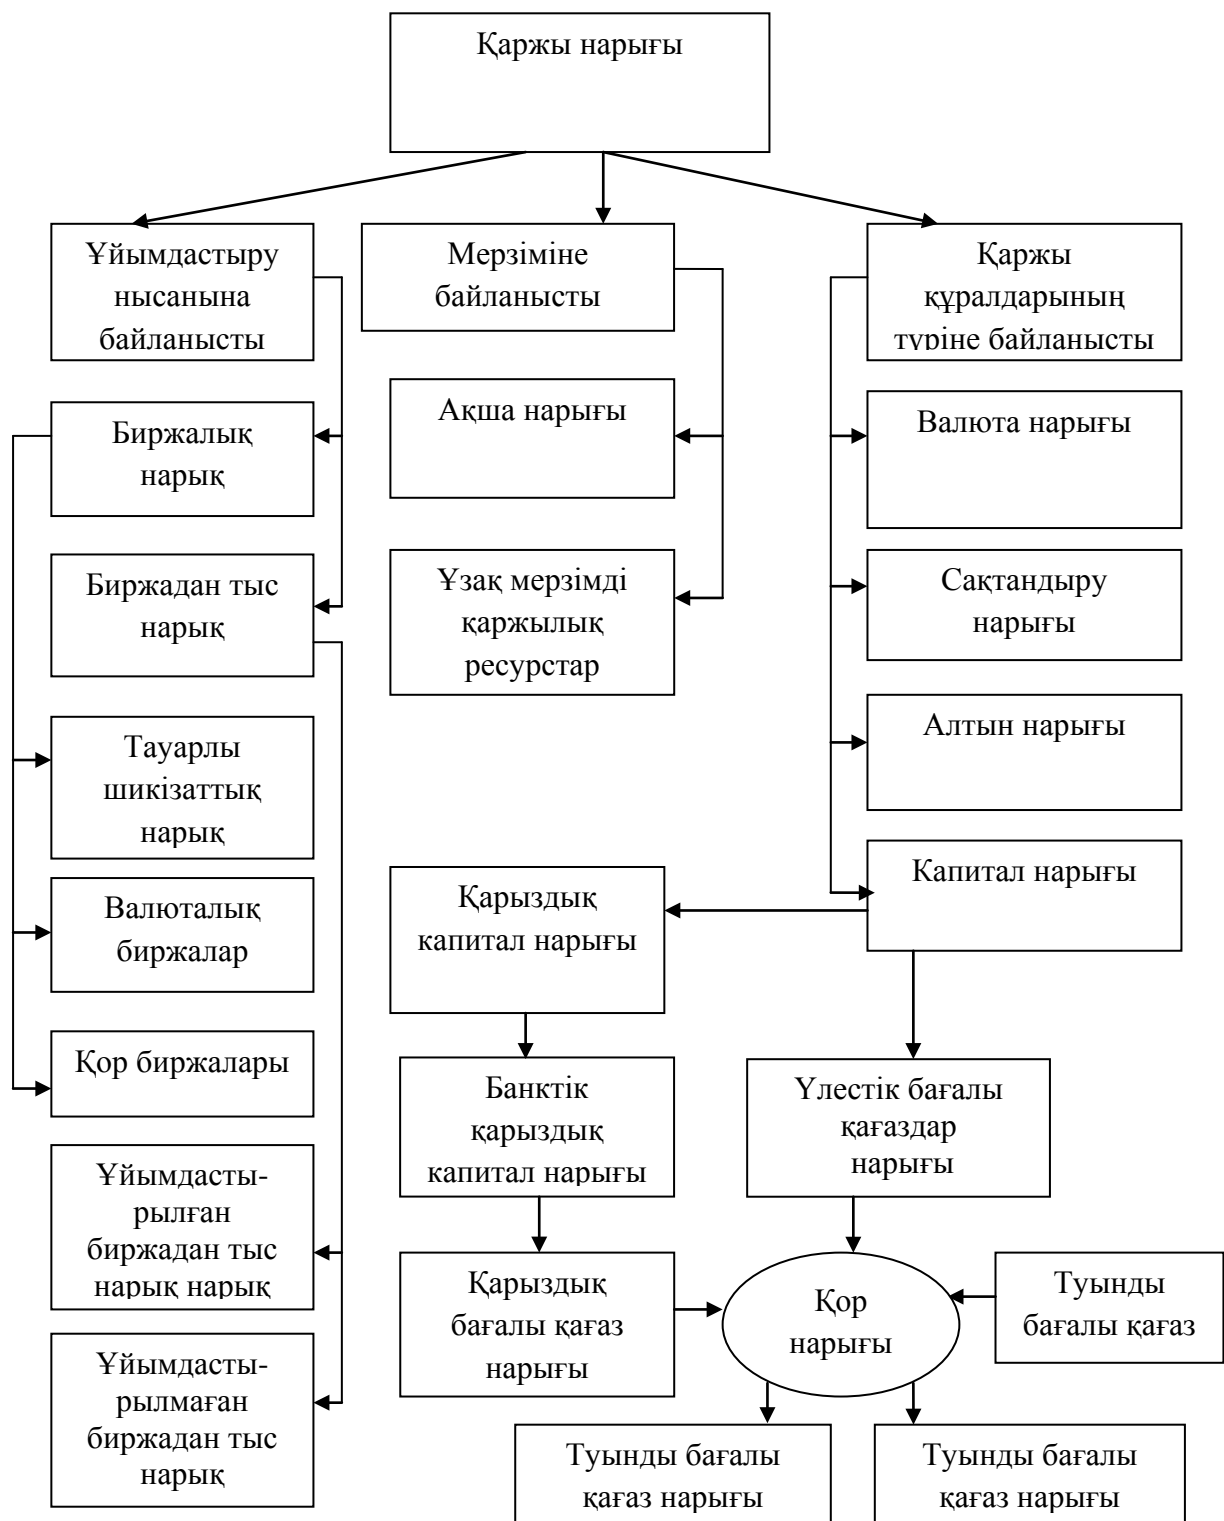 Қаржы нарығы
Ұйымдастыру
нысанына
байланысты
Мерзіміне
байланысты
Қаржы
құралдарының
түріне байланысты
Биржалық
нарық
Ақша нарығы
Валюта нарығы
Биржадан тыс
нарық
Ұзақ мерзімді
қаржылық
ресурстар
Сақтандыру
нарығы
Тауарлы
шикізаттық
нарық
Алтын нарығы
Қарыздық
капитал нарығы
Капитал нарығы
Валюталық
биржалар
Қор биржалары
Банктік
қарыздық
капитал нарығы
Үлестік бағалы
қағаздар
нарығы
Ұйымдасты-
рылған
биржадан тыс
нарық нарық
Қарыздық
бағалы қағаз
нарығы
Қор
нарығы
Туынды
бағалы қағаз
Ұйымдасты-
рылмаған
биржадан тыс
нарық
Туынды бағалы
қағаз нарығы
Туынды бағалы
қағаз нарығы